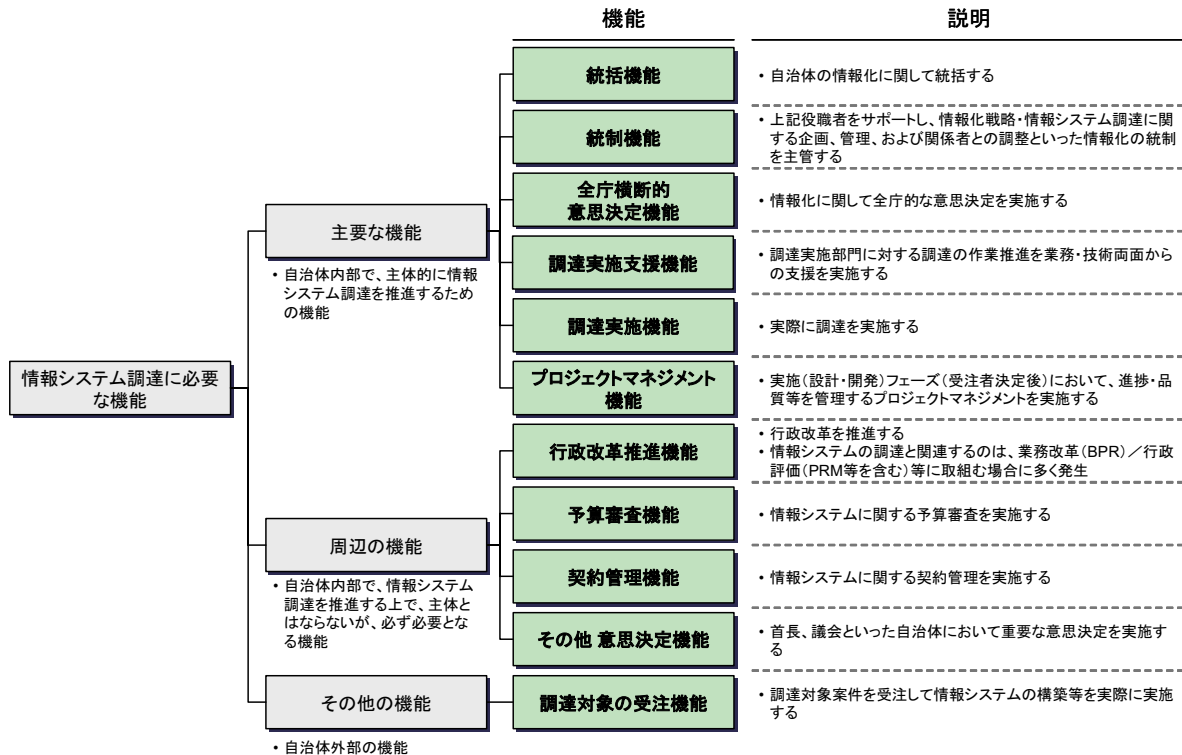 機能
説明
統括機能
・自治体の情報化に関して統括する
統制機能
・上記役職者をサポートし、情報化戦略・情報システム調達に関
する企画、管理、および関係者との調整といった情報化の統制
を主管する
全庁横断的
意思決定機能
・情報化に関して全庁的な意思決定を実施する
主要な機能
・自治体内部で、主体的に情報
システム調達を推進するため
の機能
調達実施支援機能
・調達実施部門に対する調達の作業推進を業務・技術両面か
らの支援を実施する
調達実施機能
・実際に調達を実施する
情報システム調達に必要
な機能
プロジェクトマネジメント
機能
・実施(設計・開発)フェーズ(受注者決定後)において、進捗・品
質等を管理するプロジェクトマネジメントを実施する
行政改革推進機能
・行政改革を推進する
・情報システムの調達と関連するのは、業務改革(BPR)／行政
評価(PRM等を含む)等に取組む場合に多く発生
予算審査機能
・情報システムに関する予算審査を実施する
周辺の機能
・自治体内部で、情報システム
調達を推進する上で、主体と
はならないが、必ず必要とな
る機能
契約管理機能
・情報システムに関する契約管理を実施する
その他 意思決定機能
・首長、議会といった自治体において重要な意思決定を実施す
る
その他の機能
・自治体外部の機能
調達対象の受注機能
・調達対象案件を受注して情報システムの構築等を実際に実施
する